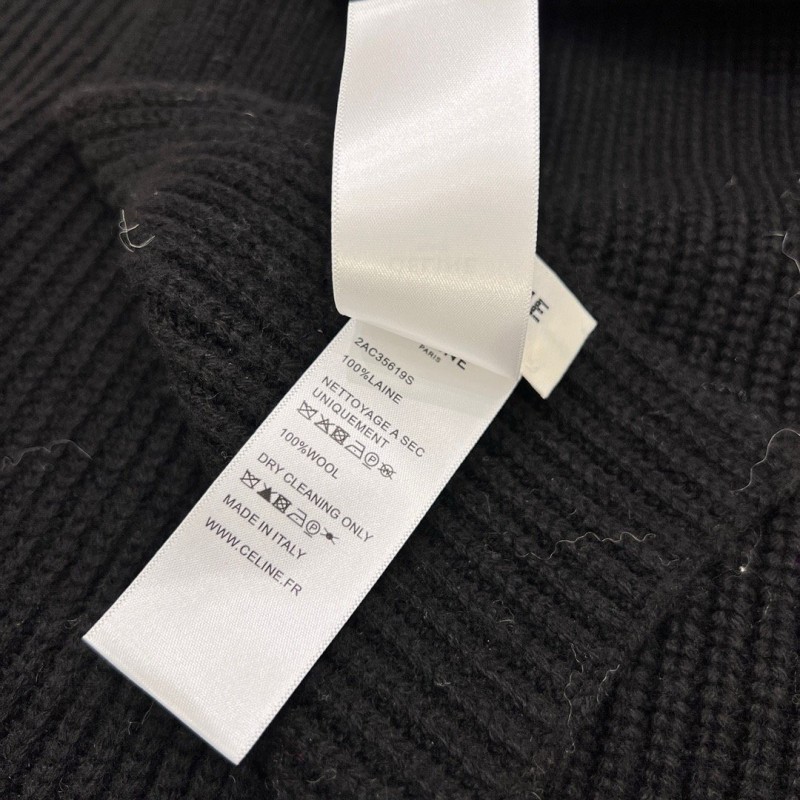 PARIS
2AC35619S
100%LAINE
NETTOYAGE A SEC
UNIQUEMENT
100%WOOL
DRY CLEANING ONLY
MADE IN ITALY
WWW.CELINE.FR